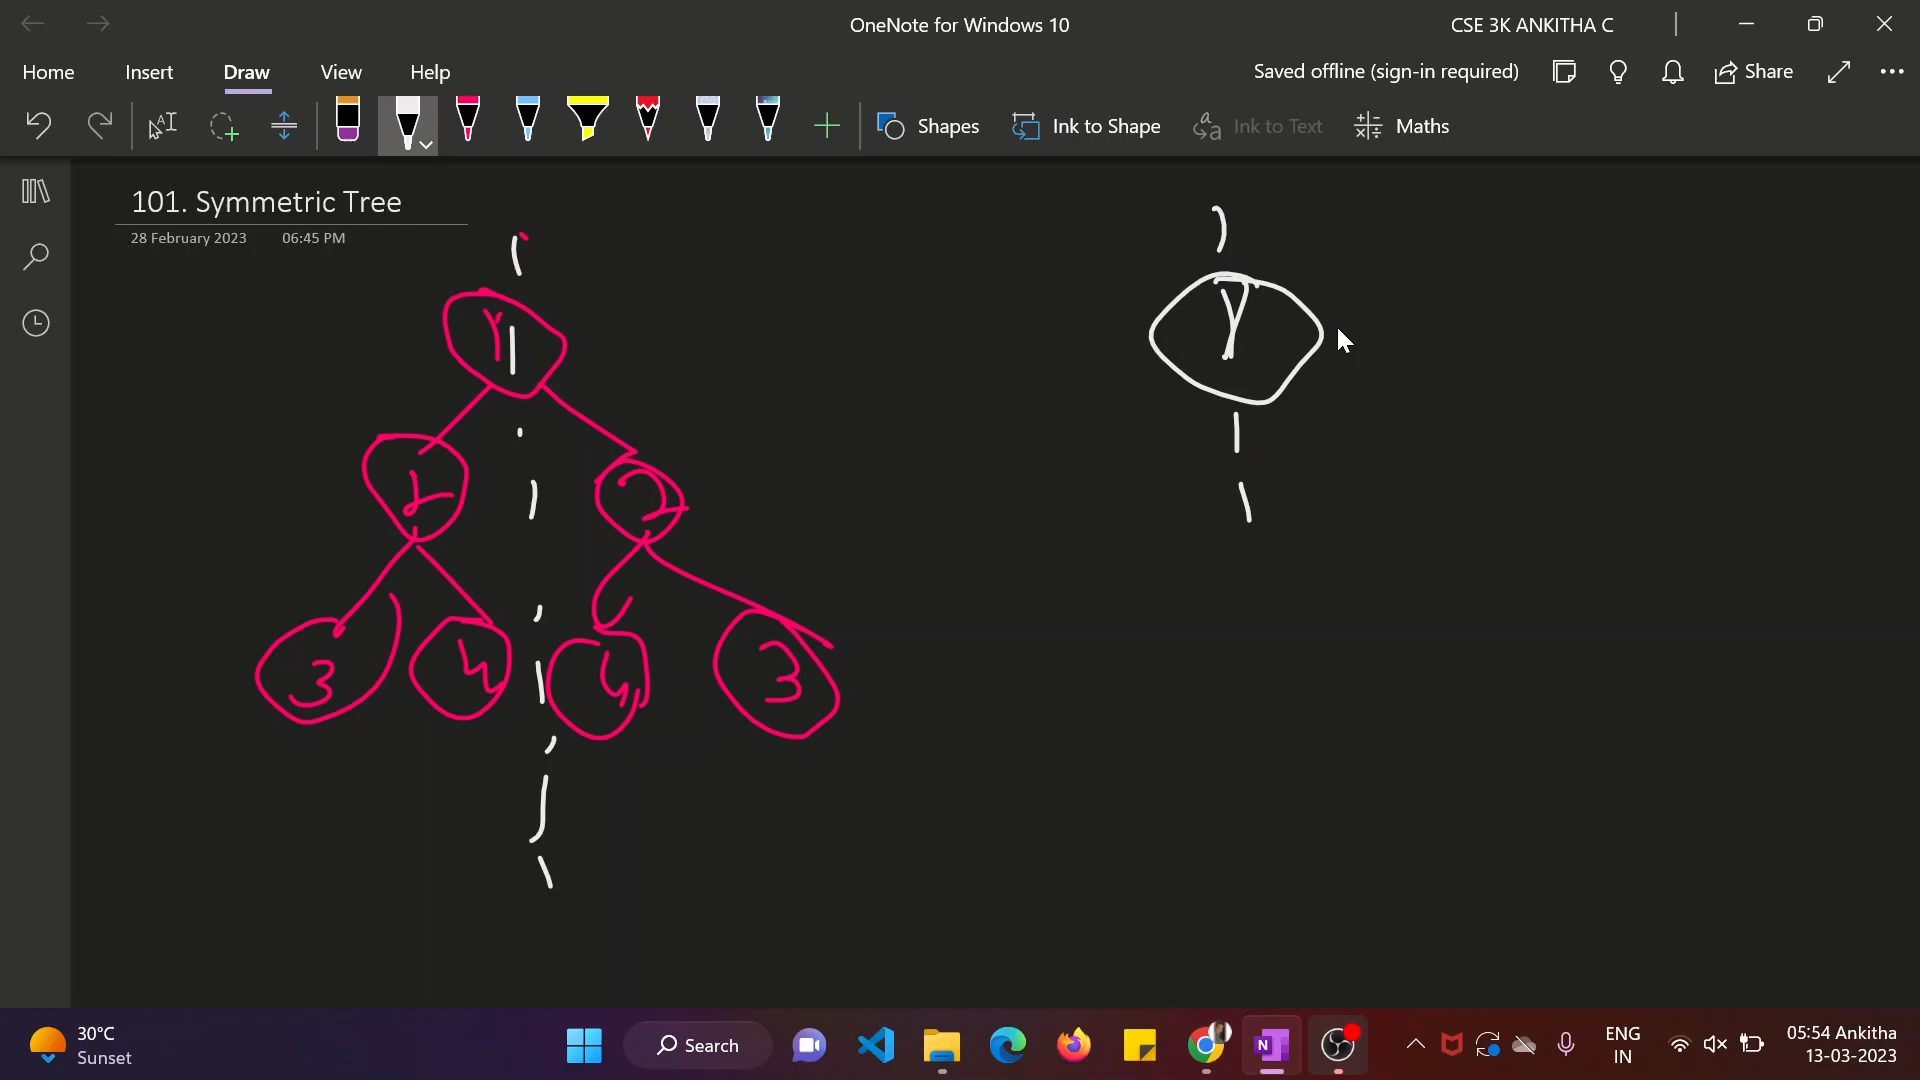 OneNote for Windows 10
CSE 3K ANKITHA C
Home Insert Draw View Help
Saved offline (sign-in required)
Share
Shapes
Ink to Shape
Ink to Text
Maths
101. Symmetric Tree
28 February 2023 06:45 PM
1
2 2
3 4 4 3
30°C
Sunset
Search
ENG
IN
05:54 Ankitha
13-03-2023